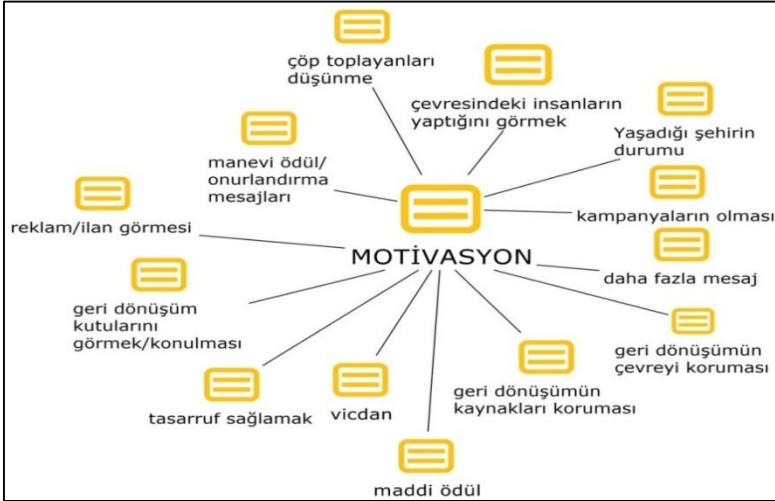 çöp toplayanları
düşünme
çevresindeki insanların
yaptığını görmek
Yaşadığı şehirin
durumu
manevi ödül/
onurlandırma
mesajları
kampanyaların olması
reklam/ilan görmesi
MOTİVASYON
daha fazla mesaj
geri dönüşüm
kutularını
görmek/konulması
geri dönüşümün
çevreyi koruması
tasarruf sağlamak
vicdan
geri dönüşümün
kaynakları koruması
maddi ödül